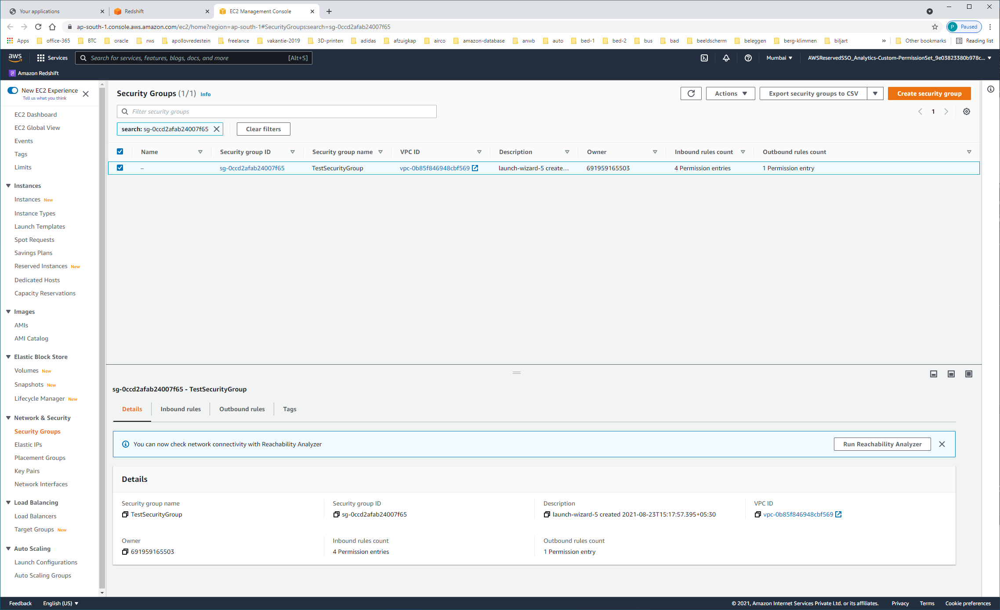 Your applications
Redshift
EC2 Management Console
ap-south-1.console.aws.amazon.com/ec2/home?region=ap-south-1#SecurityGroups:search=sg-0ccd2afab24007f65
P Paused
Apps office-365 BTC oracle rws apollovredestein freelance vakantie-2019 3D-printen adidas afzuigkap airco amazon-database anwb auto bed-1 bed-2 bus bad beeldscherm beleggen berg-klimmen biljart » Other bookmarks Reading list
aws Services Search for services, features, blogs, docs, and more [Alt+S] Mumbai AWSReservedSSO_Analytics-Custom-PermissionSet_9e03823380b978c...
Amazon Redshift
New EC2 Experience
Tell us what you think
EC2 Dashboard
EC2 Global View
Events
Tags
Limits
Instances
Instances New
Instance Types
Launch Templates
Spot Requests
Savings Plans
Reserved Instances New
Dedicated Hosts
Capacity Reservations
Images
AMIs
AMI Catalog
Elastic Block Store
Volumes New
Snapshots New
Lifecycle Manager New
Network & Security
Security Groups
Elastic IPs
Placement Groups
Key Pairs
Network Interfaces
Load Balancing
Load Balancers
Target Groups New
Auto Scaling
Launch Configurations
Auto Scaling Groups
Security Groups (1/1) Info
Actions
Export security groups to CSV
Create security group
Filter security groups
1
search: sg-0ccd2afab24007f65
Clear filters
Name Security group ID Security group name VPC ID Description Owner Inbound rules count Outbound rules count
– sg-0ccd2afab24007f65 TestSecurityGroup vpc-0b85f846948cbf569 launch-wizard-5 create... 691959165503 4 Permission entries 1 Permission entry
sg-0ccd2afab24007f65 - TestSecurityGroup
Details Inbound rules Outbound rules Tags
You can now check network connectivity with Reachability Analyzer
Run Reachability Analyzer
Details
Security group name Security group ID Description VPC ID
TestSecurityGroup sg-0ccd2afab24007f65 launch-wizard-5 created 2021-08-23T15:17:57.395+05:30 vpc-0b85f846948cbf569
Owner Inbound rules count Outbound rules count
691959165503 4 Permission entries 1 Permission entry
Feedback English (US) © 2021, Amazon Internet Services Private Ltd. or its affiliates. Privacy Terms Cookie preferences